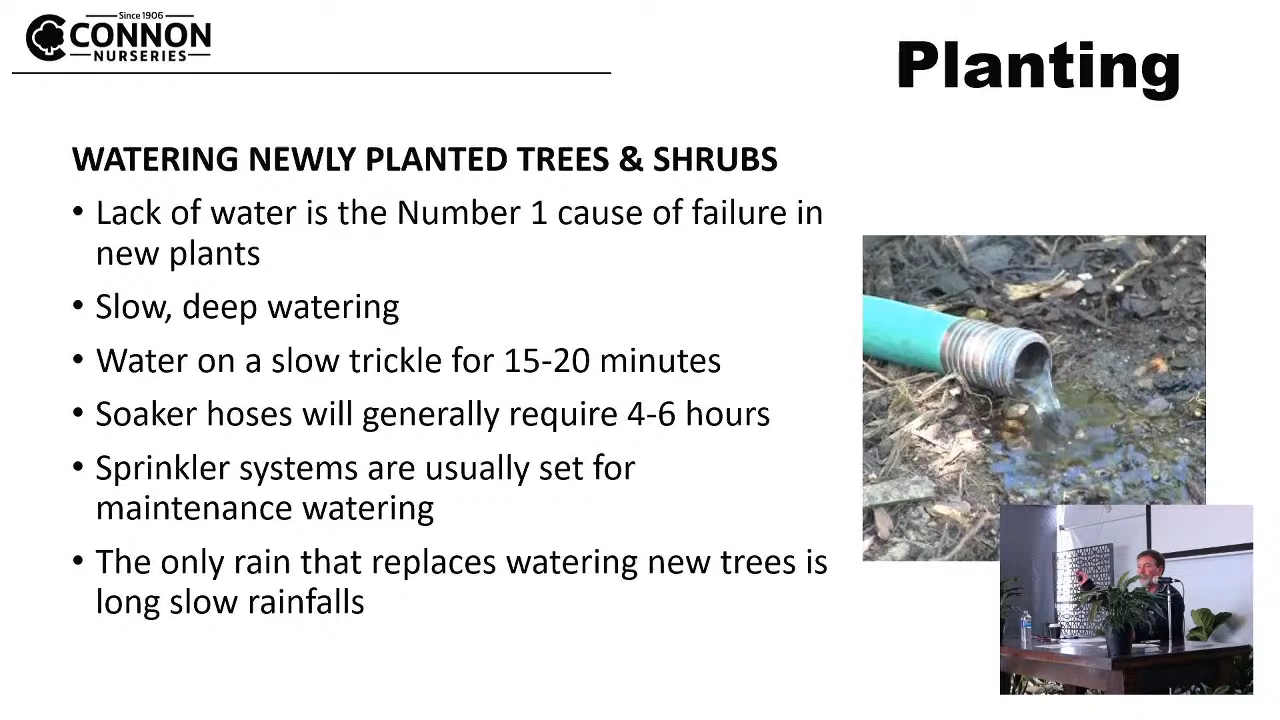 Since 1906
CONNON
NURSERIES
Planting
WATERING NEWLY PLANTED TREES & SHRUBS
• Lack of water is the Number 1 cause of failure in
new plants
• Slow, deep watering
• Water on a slow trickle for 15-20 minutes
• Soaker hoses will generally require 4-6 hours
• Sprinkler systems are usually set for
maintenance watering
• The only rain that replaces watering new trees is
long slow rainfalls